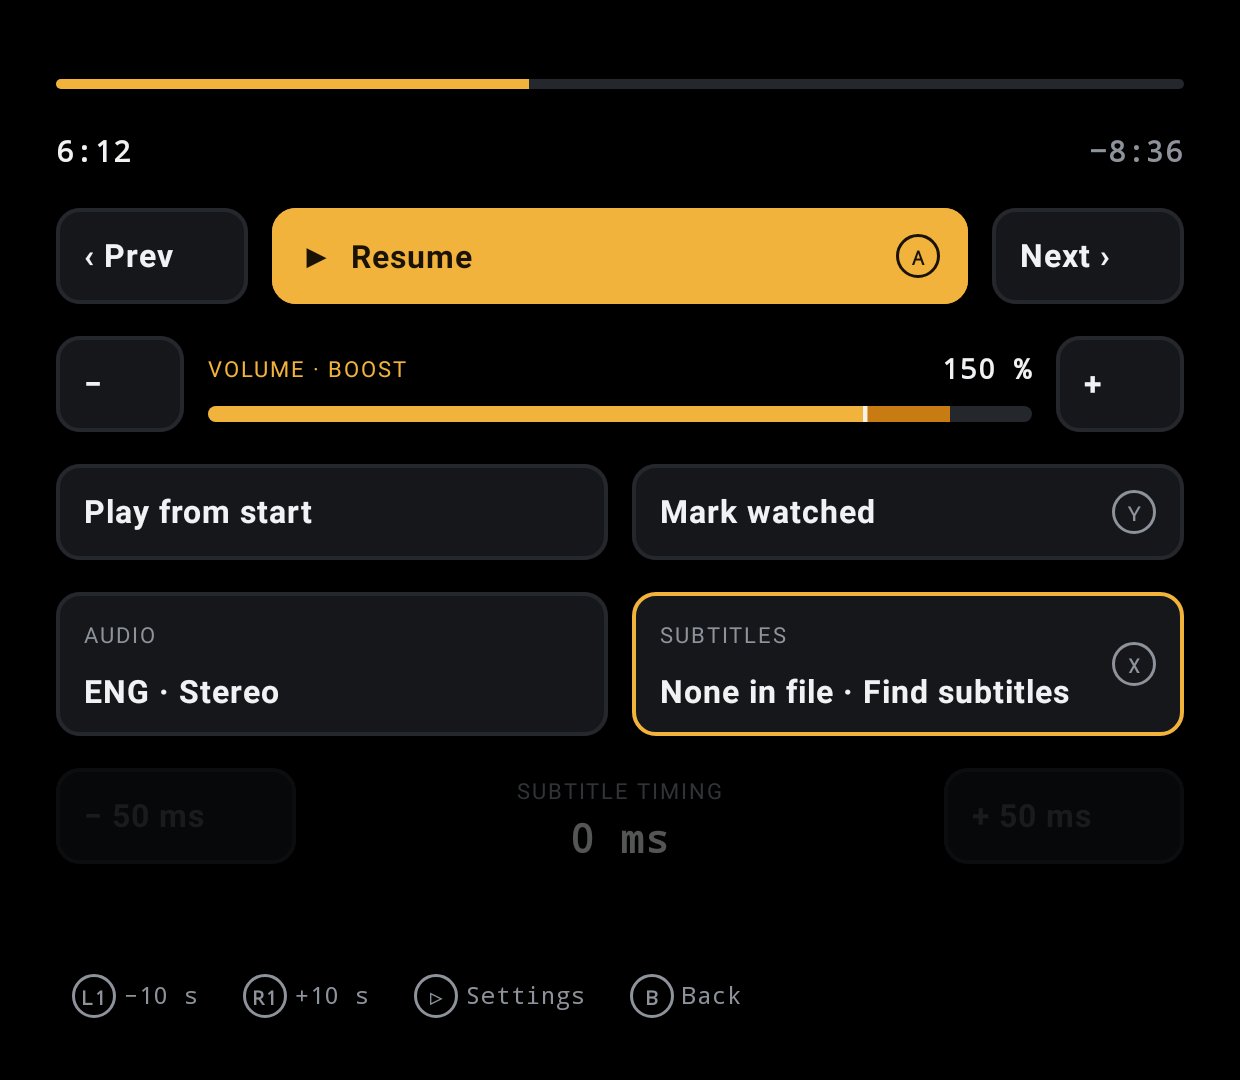 6:12
−8:36
‹ Prev
▶ Resume A
Next ›
−
VOLUME · BOOST
150 %
+
Play from start
Mark watched Y
AUDIO
ENG · Stereo
SUBTITLES
None in file · Find subtitles X
− 50 ms
SUBTITLE TIMING
0 ms
+ 50 ms
L1 −10 s R1 +10 s ▷ Settings B Back